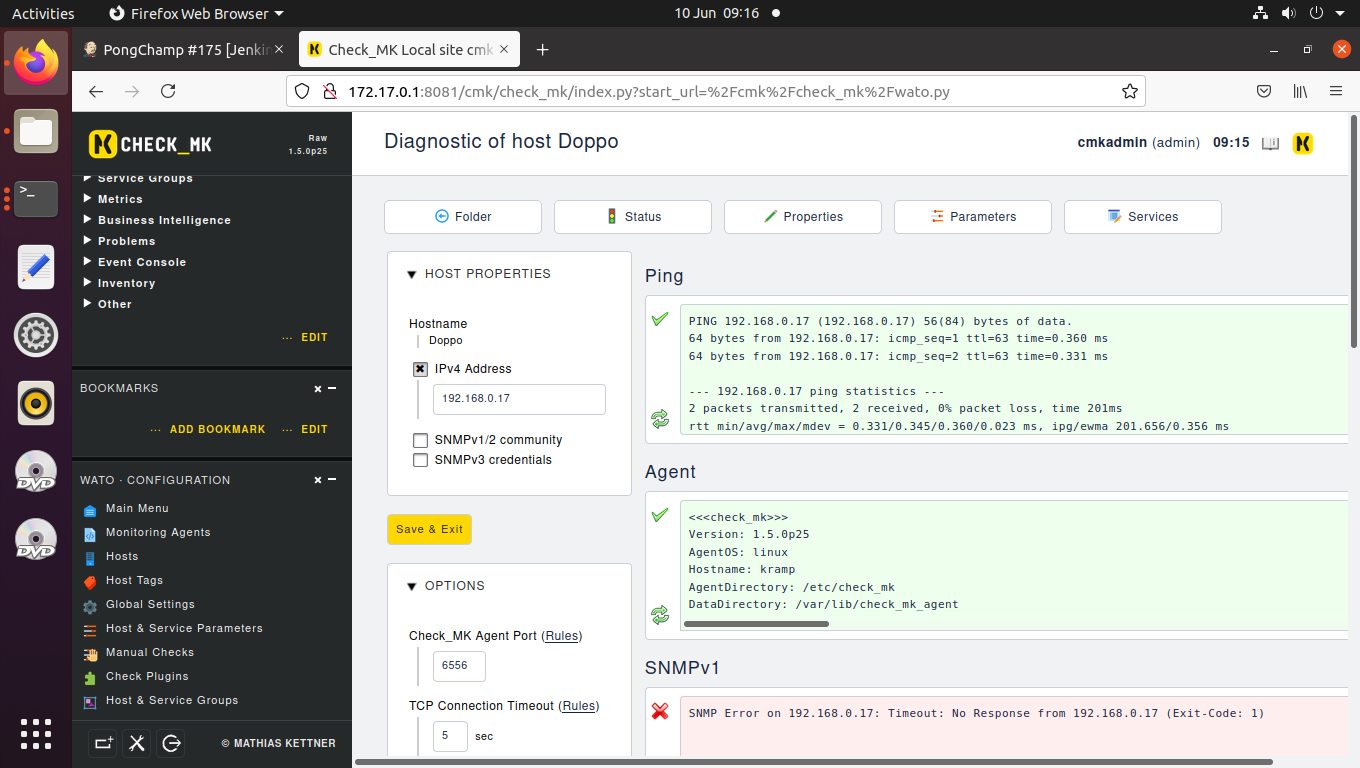 Activities
Firefox Web Browser
10 Jun 09:16
PongChamp #175 [Jenkin
Check_MK Local site cmk
172.17.0.1:8081/cmk/check_mk/index.py?start_url=%2Fcmk%2Fcheck_mk%2Fwato.py
CHECK_MK
Raw
1.5.0p25
Service Groups
Metrics
Business Intelligence
Problems
Event Console
Inventory
Other
... EDIT
BOOKMARKS
... ADD BOOKMARK ... EDIT
WATO · CONFIGURATION
Main Menu
Monitoring Agents
Hosts
Host Tags
Global Settings
Host & Service Parameters
Manual Checks
Check Plugins
Host & Service Groups
© MATHIAS KETTNER
Diagnostic of host Doppo
cmkadmin (admin) 09:15
Folder
Status
Properties
Parameters
Services
HOST PROPERTIES
Hostname
Doppo
IPv4 Address
192.168.0.17
SNMPv1/2 community
SNMPv3 credentials
Save & Exit
OPTIONS
Check_MK Agent Port (Rules)
6556
TCP Connection Timeout (Rules)
5 sec
Ping
PING 192.168.0.17 (192.168.0.17) 56(84) bytes of data.
64 bytes from 192.168.0.17: icmp_seq=1 ttl=63 time=0.360 ms
64 bytes from 192.168.0.17: icmp_seq=2 ttl=63 time=0.331 ms
--- 192.168.0.17 ping statistics ---
2 packets transmitted, 2 received, 0% packet loss, time 201ms
rtt min/avg/max/mdev = 0.331/0.345/0.360/0.023 ms, ipg/ewma 201.656/0.356 ms
Agent
<<<check_mk>>>
Version: 1.5.0p25
AgentOS: linux
Hostname: kramp
AgentDirectory: /etc/check_mk
DataDirectory: /var/lib/check_mk_agent
SNMPv1
SNMP Error on 192.168.0.17: Timeout: No Response from 192.168.0.17 (Exit-Code: 1)
DVD
DVD